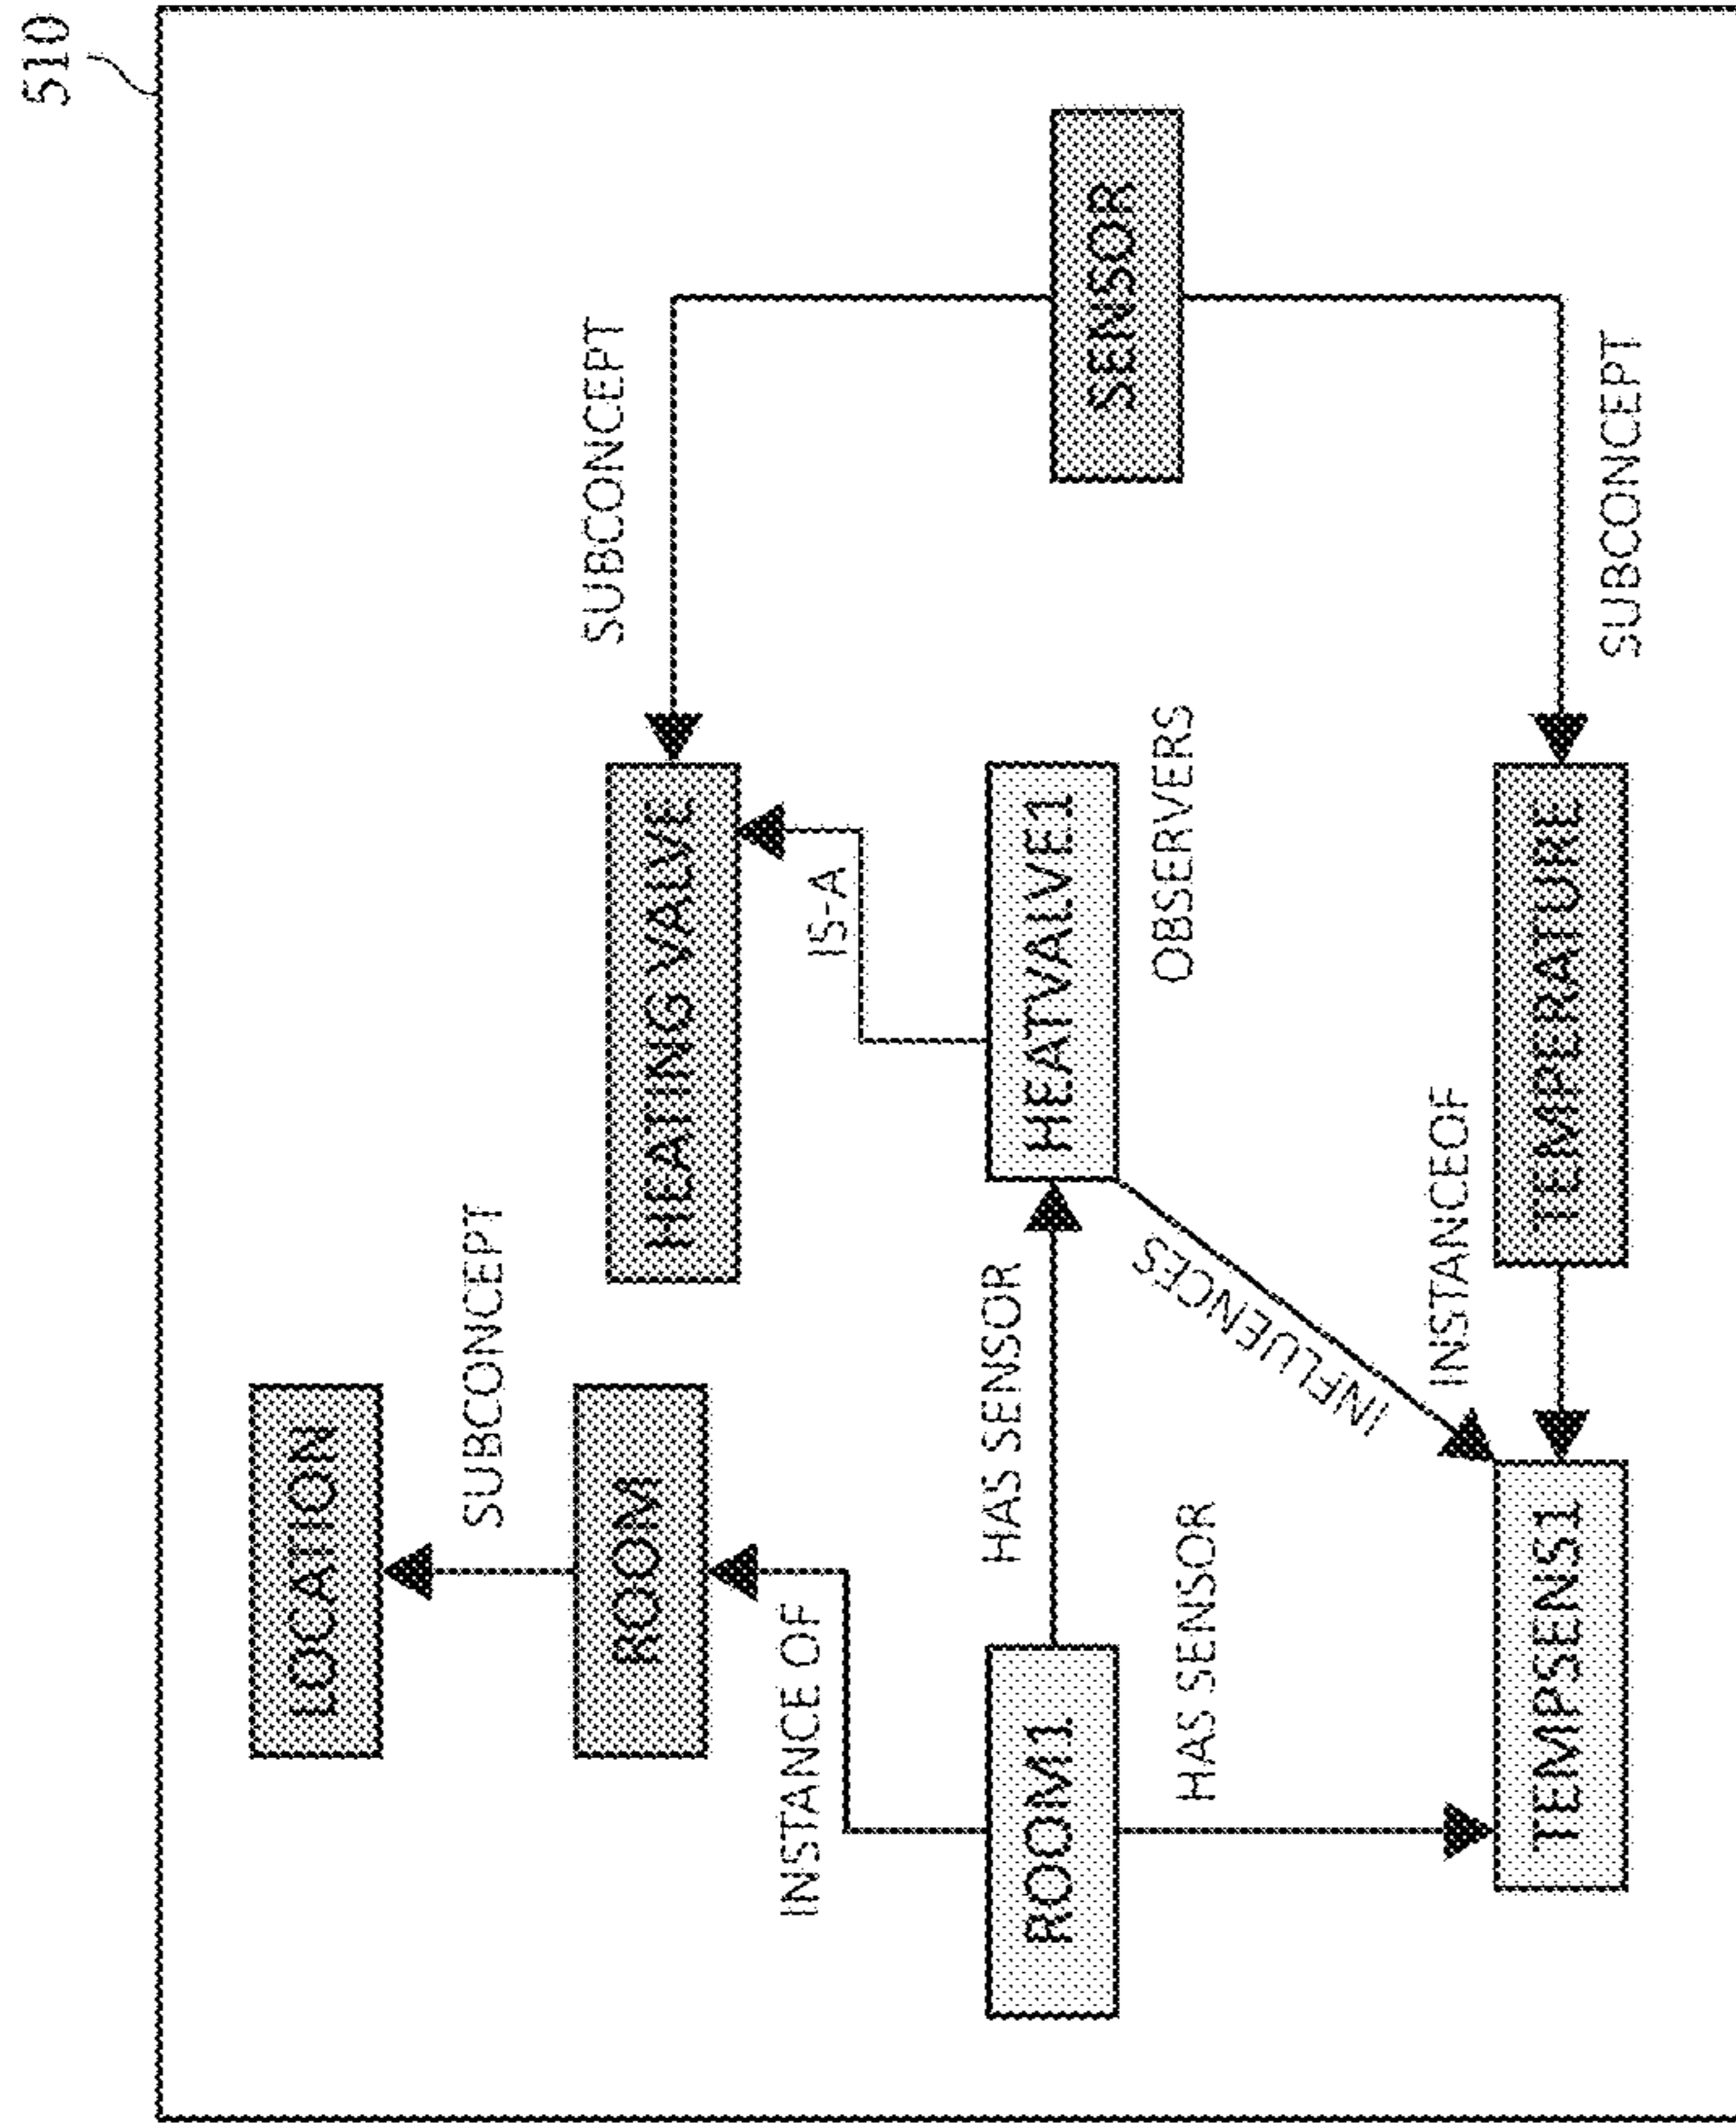 510
LOCATION
SUBCONCEPT
ROOM
INSTANCE OF
ROOM1
HAS SENSOR
HAS SENSOR
TEMPSENS1
HEATING VALVE
SUBCONCEPT
IS-A
HEATVALVE1
OBSERVERS
INFLUENCES
INSTANCEOF
TEMPERATURE
SENSOR
SUBCONCEPT